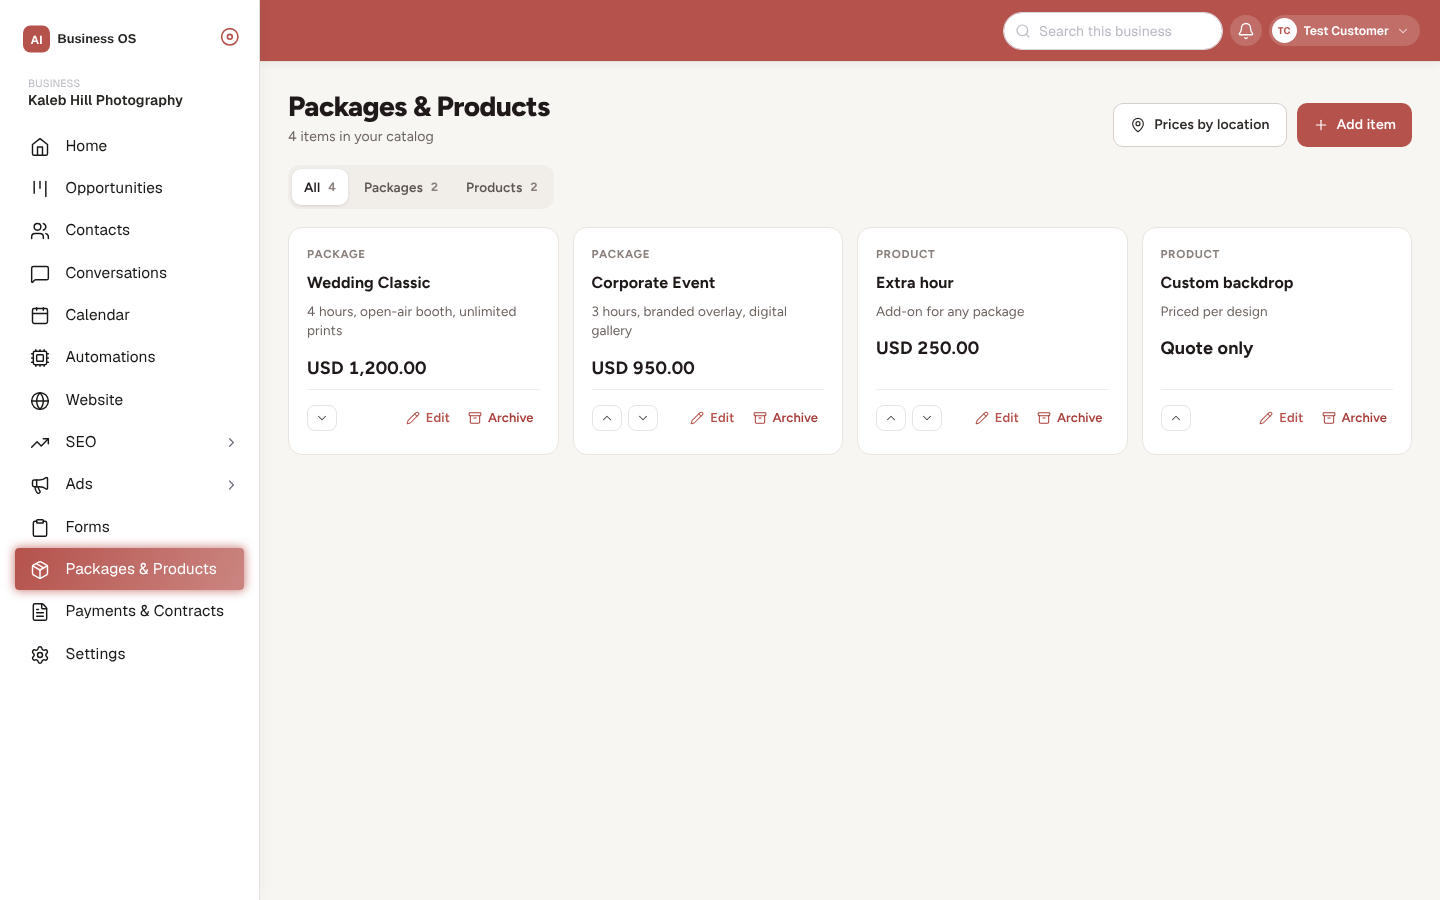 AI Business OS
BUSINESS
Kaleb Hill Photography
Home
Opportunities
Contacts
Conversations
Calendar
Automations
Website
SEO
Ads
Forms
Packages & Products
Payments & Contracts
Settings
Search this business
TC Test Customer
Packages & Products
4 items in your catalog
Prices by location
Add item
All 4
Packages 2
Products 2
PACKAGE
Wedding Classic
4 hours, open-air booth, unlimited
prints
USD 1,200.00
Edit
Archive
PACKAGE
Corporate Event
3 hours, branded overlay, digital
gallery
USD 950.00
Edit
Archive
PRODUCT
Extra hour
Add-on for any package
USD 250.00
Edit
Archive
PRODUCT
Custom backdrop
Priced per design
Quote only
Edit
Archive